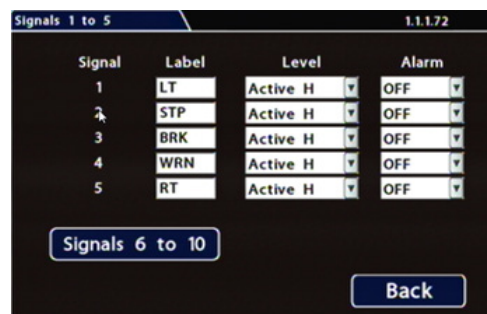 Signals 1 to 5 1.1.1.72
Signal Label Level Alarm
1 LT Active H OFF
2 STP Active H OFF
3 BRK Active H OFF
4 WRN Active H OFF
5 RT Active H OFF
Signals 6 to 10
Back